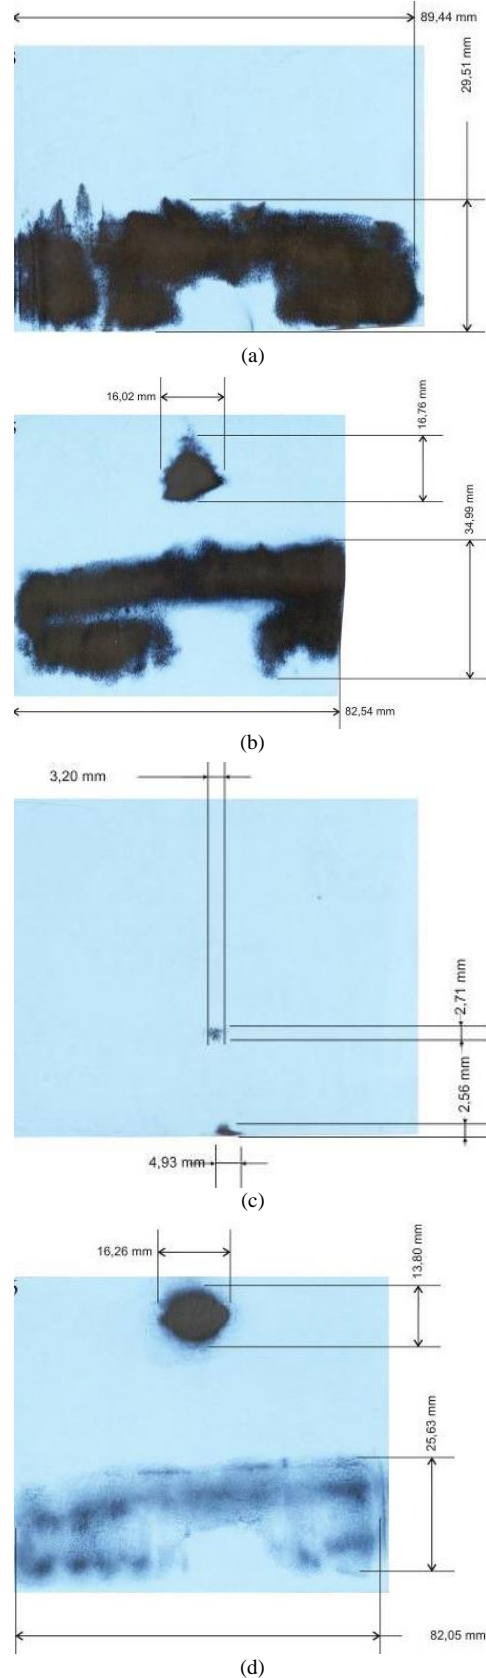 89,44 mm
29,51 mm
(a)
16,02 mm
16,76 mm
34,99 mm
82,54 mm
(b)
3,20 mm
2,71 mm
2,56 mm
4,93 mm
(c)
16,26 mm
13,80 mm
25,63 mm
82,05 mm
(d)